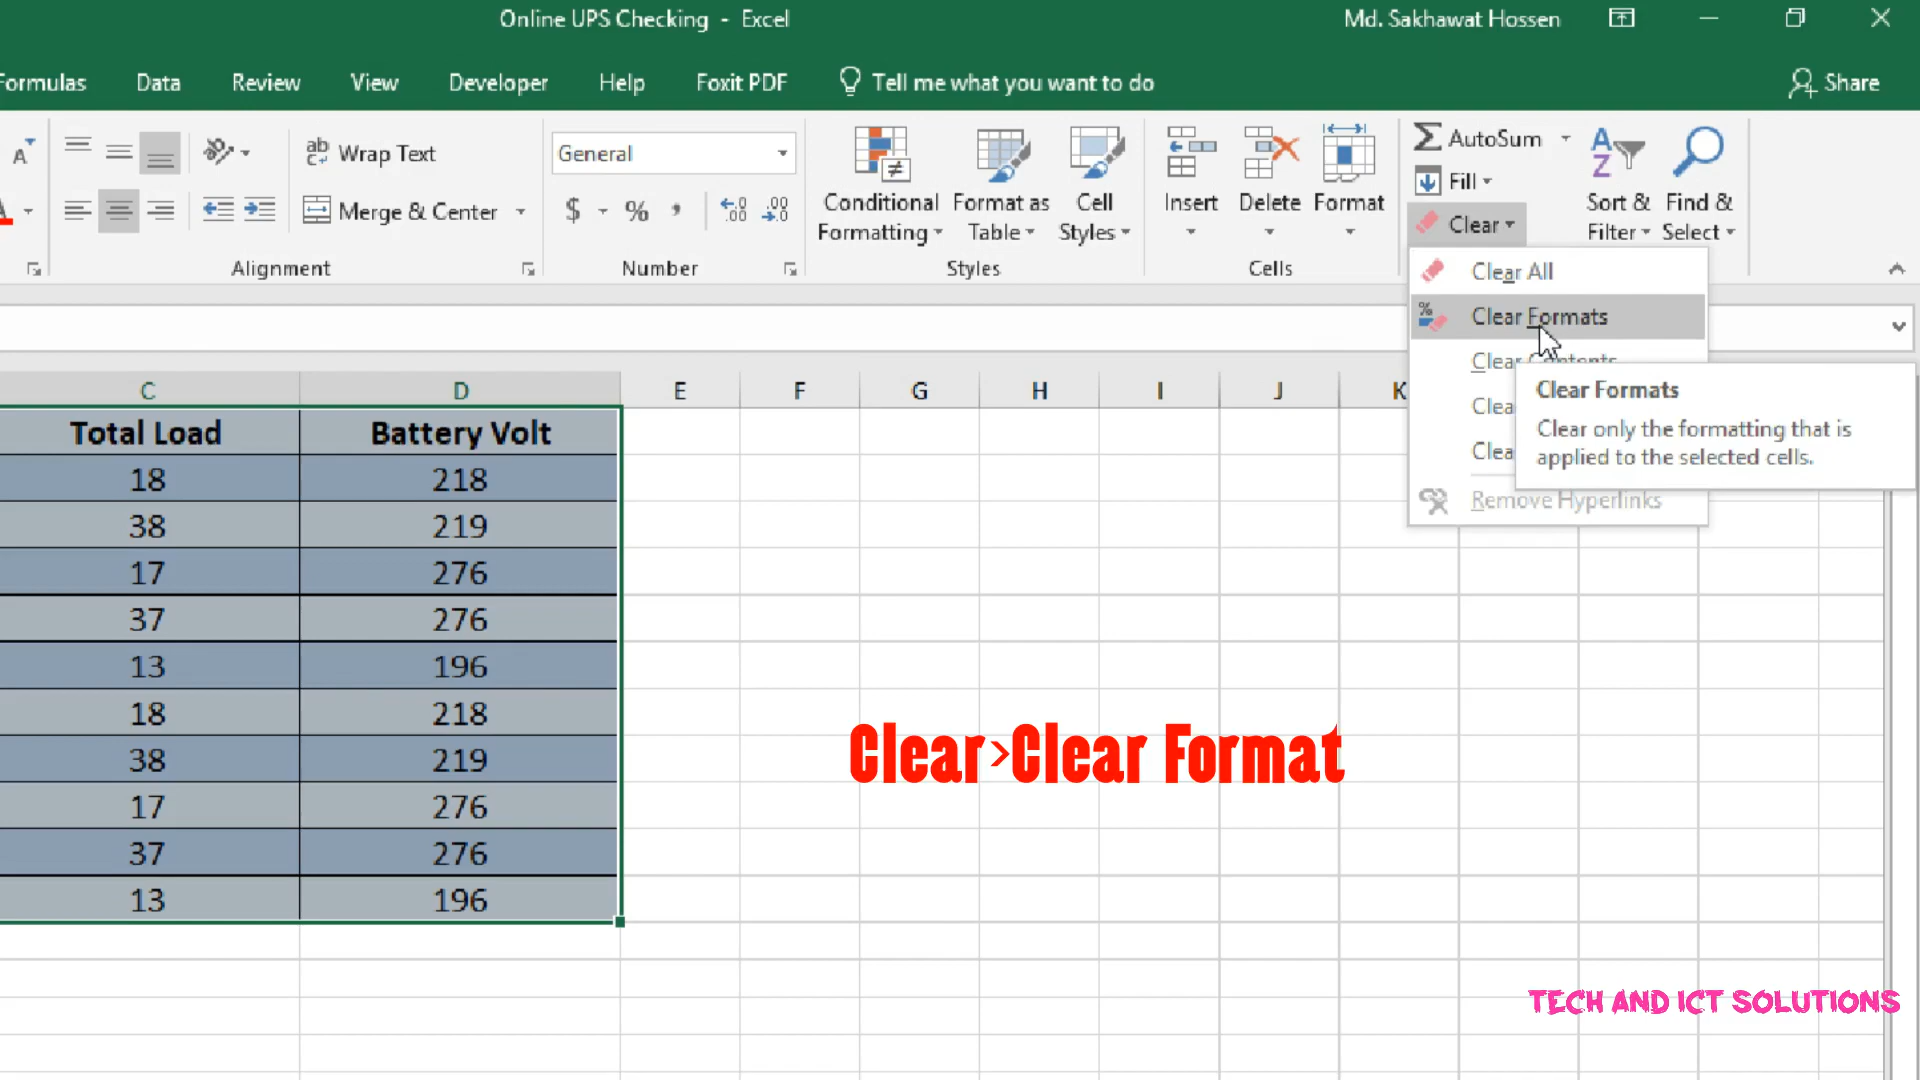 Online UPS Checking - Excel
Md. Sakhawat Hossen
Formulas Data Review View Developer Help Foxit PDF Tell me what you want to do Share
Wrap Text
Merge & Center
Alignment
General
$ % ,
Number
Conditional Formatting
Format as Table
Cell Styles
Styles
Insert
Delete
Format
Cells
AutoSum
Fill
Clear
Sort & Filter
Find & Select
Clear All
Clear Formats
Clear Contents
Clear Formats
Clear only the formatting that is
applied to the selected cells.
Remove Hyperlinks
C D E F G H I J K
Total Load Battery Volt
18 218
38 219
17 276
37 276
13 196
18 218
38 219
17 276
37 276
13 196
Clear>Clear Format
TECH AND ICT SOLUTIONS